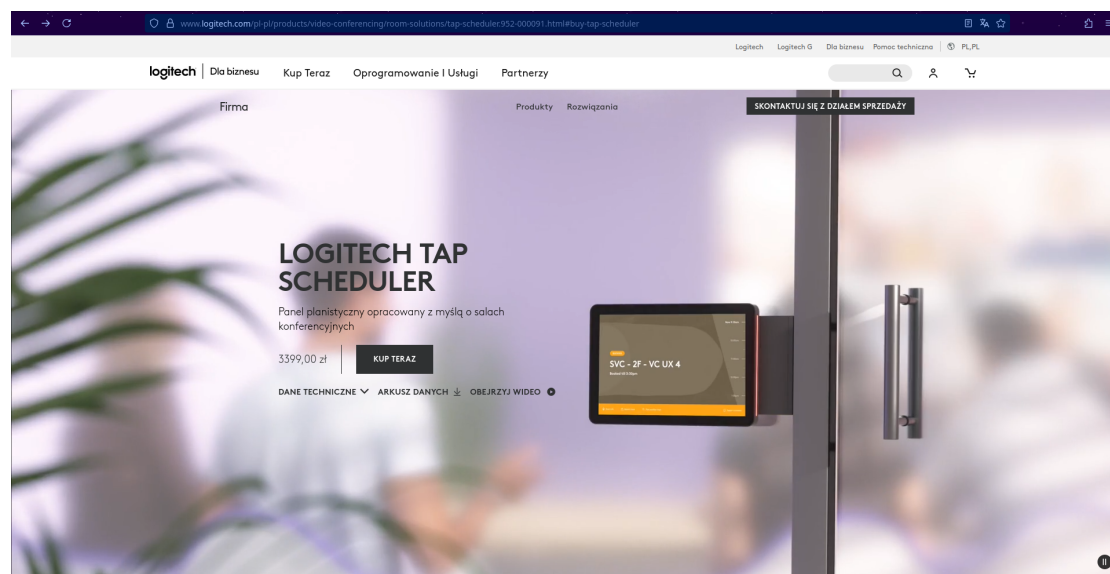 www.logitech.com/pl-pl/products/video-conferencing/room-solutions/tap-scheduler.952-000091.html#buy-tap-scheduler
Logitech Logitech G Dla biznesu Pomoc techniczna PL,PL
logitech Dla biznesu Kup Teraz Oprogramowanie I Usługi Partnerzy
Firma Produkty Rozwiązania SKONTAKTUJ SIĘ Z DZIAŁEM SPRZEDAŻY
LOGITECH TAP
SCHEDULER
Panel planistyczny opracowany z myślą o salach
konferencyjnych
3399,00 zł KUP TERAZ
DANE TECHNICZNE ARKUSZ DANYCH OBEJRZYJ WIDEO
SVC - 2F - VC UX 4